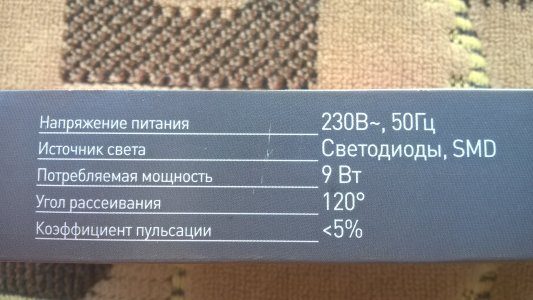 Напряжение питания 230В~, 50Гц
Источник света Светодиоды, SMD
Потребляемая мощность 9 Вт
Угол рассеивания 120°
Коэффициент пульсации <5%